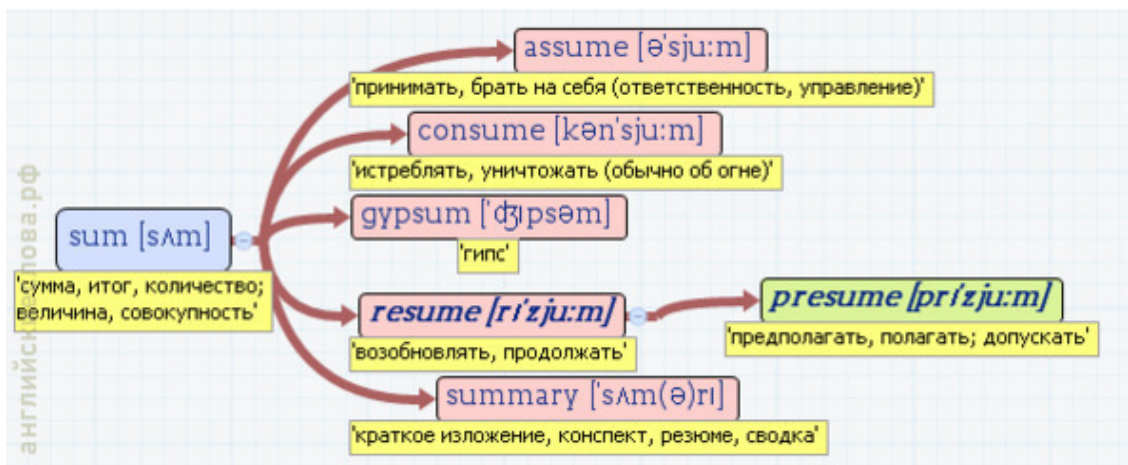 assume [ə'sju:m]
'принимать, брать на себя (ответственность, управление)'
consume [kən'sju:m]
'истреблять, уничтожать (обычно об огне)'
gypsum ['ʤɪpsəm]
'гипс'
sum [sʌm]
'сумма, итог, количество;
величина, совокупность'
resume [rɪ'zju:m]
'возобновлять, продолжать'
presume [prɪ'zju:m]
'предполагать, полагать; допускать'
summary ['sʌm(ə)rɪ]
'краткое изложение, конспект, резюме, сводка'